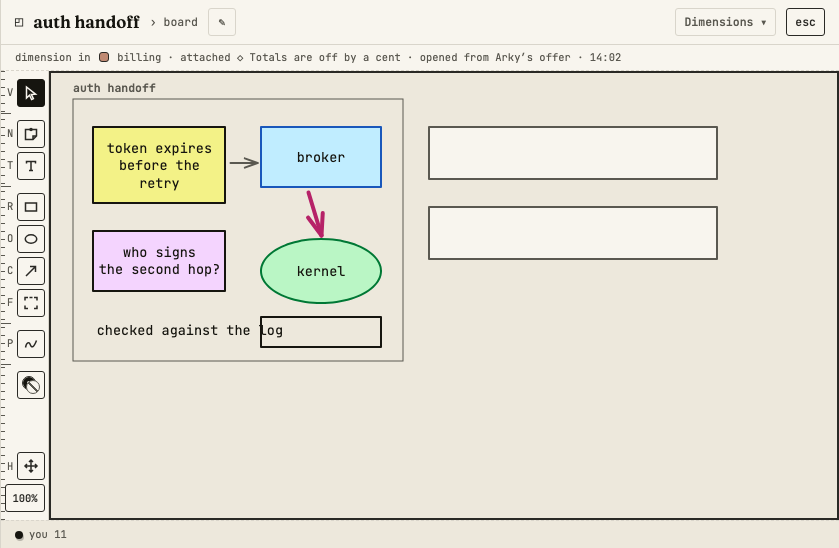 auth handoff › board
Dimensions ▾
esc
dimension in billing · attached ◇ Totals are off by a cent · opened from Arky’s offer · 14:02
V
N
T
R
O
C
F
P
H
100%
auth handoff
token expires
before the
retry
broker
who signs
the second hop?
kernel
checked against the log
you 11